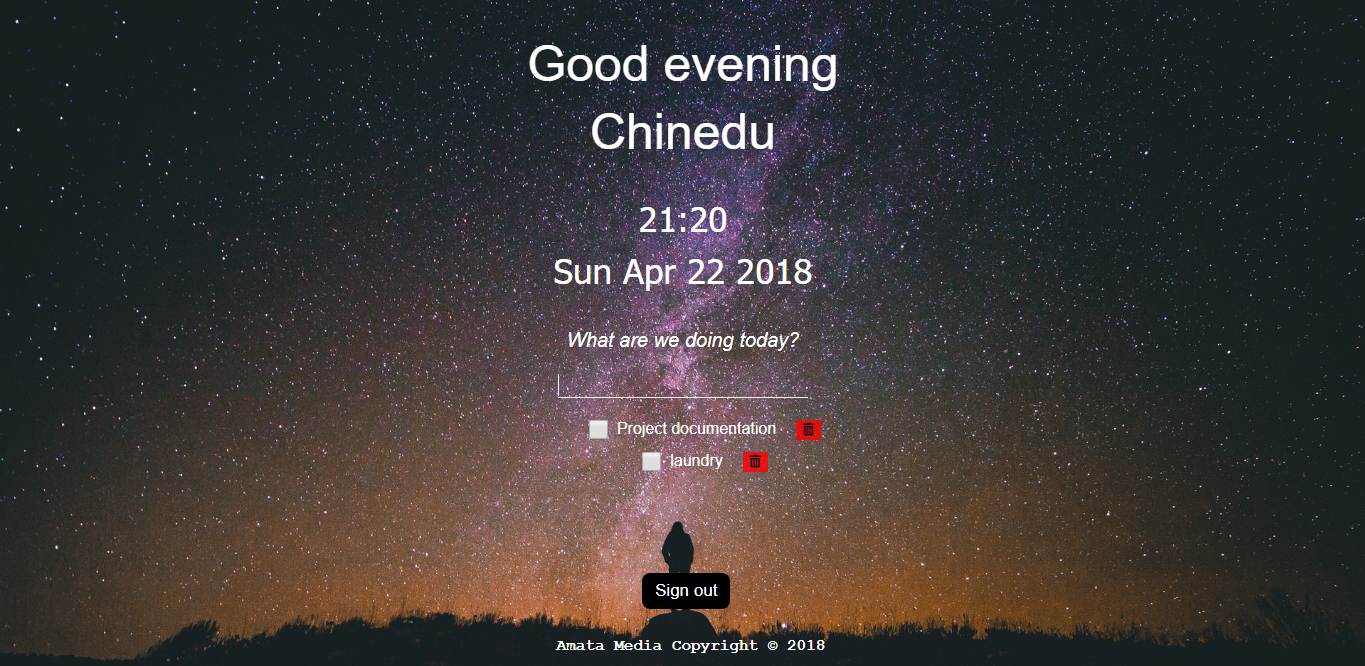 Good evening
Chinedu
21:20
Sun Apr 22 2018
What are we doing today?
Project documentation
laundry
Sign out
Amata Media Copyright © 2018